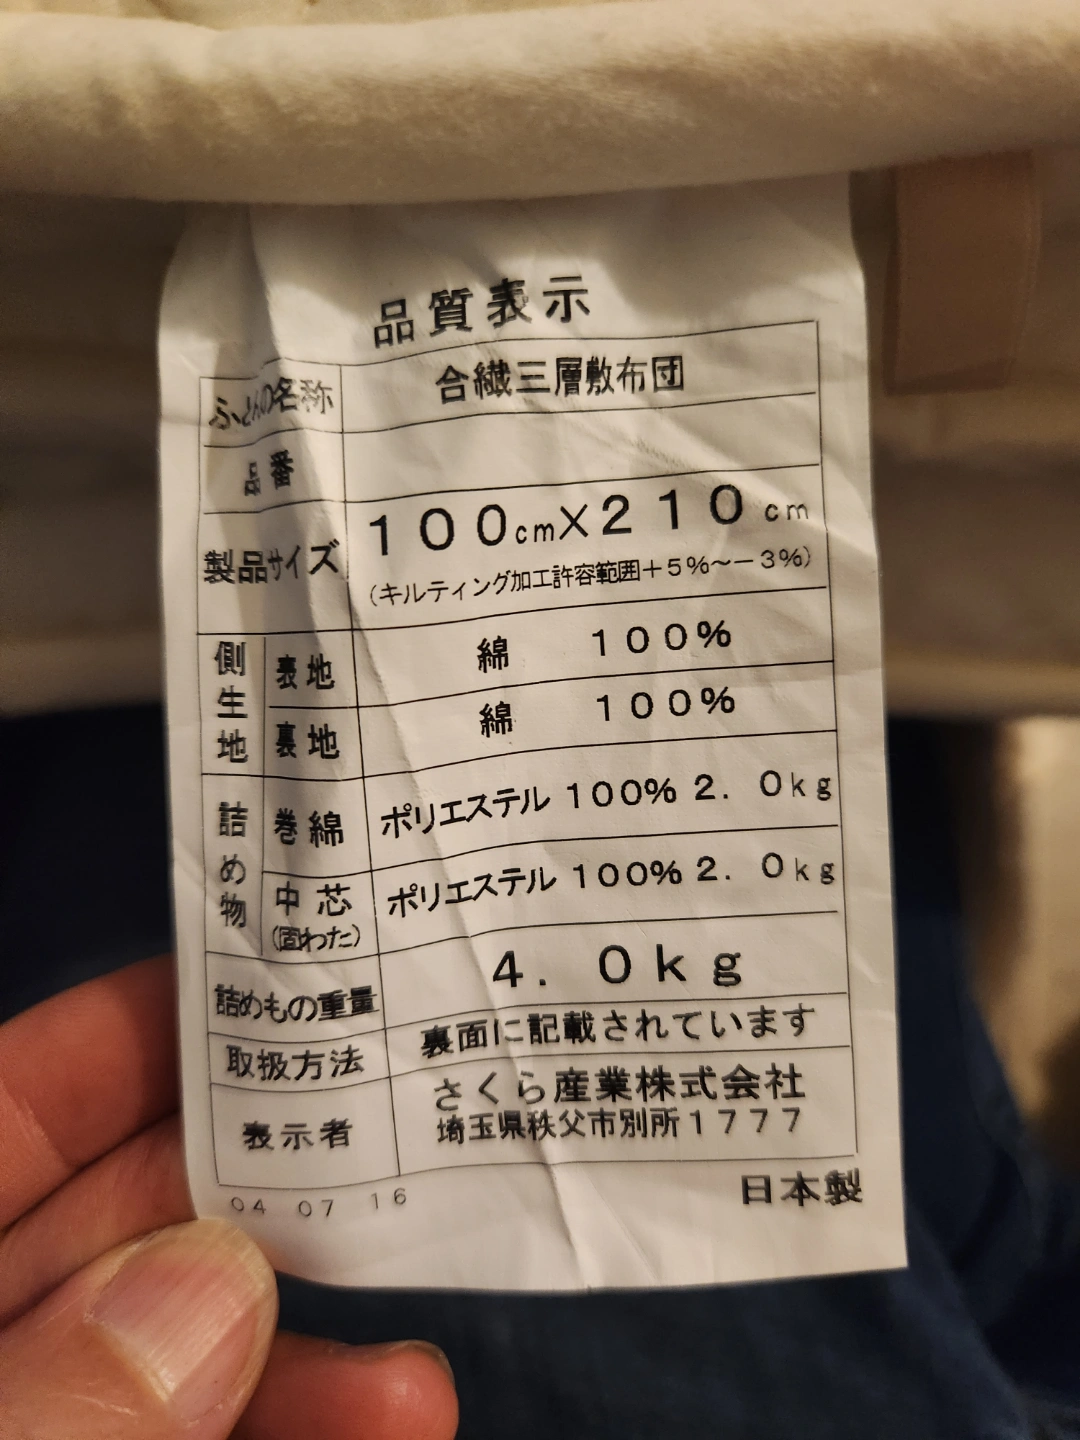 品質表示
ふとんの名称 合繊三層敷布団
品番
製品サイズ 100cm×210cm
(キルティング加工許容範囲+5%~-3%)
側生地 表地 綿 100%
裏地 綿 100%
詰め物 巻綿 ポリエステル 100% 2.0kg
中芯 (固わた) ポリエステル 100% 2.0kg
詰めもの重量 4.0kg
取扱方法 裏面に記載されています
表示者 さくら産業株式会社
埼玉県秩父市別所1777
04 07 16
日本製